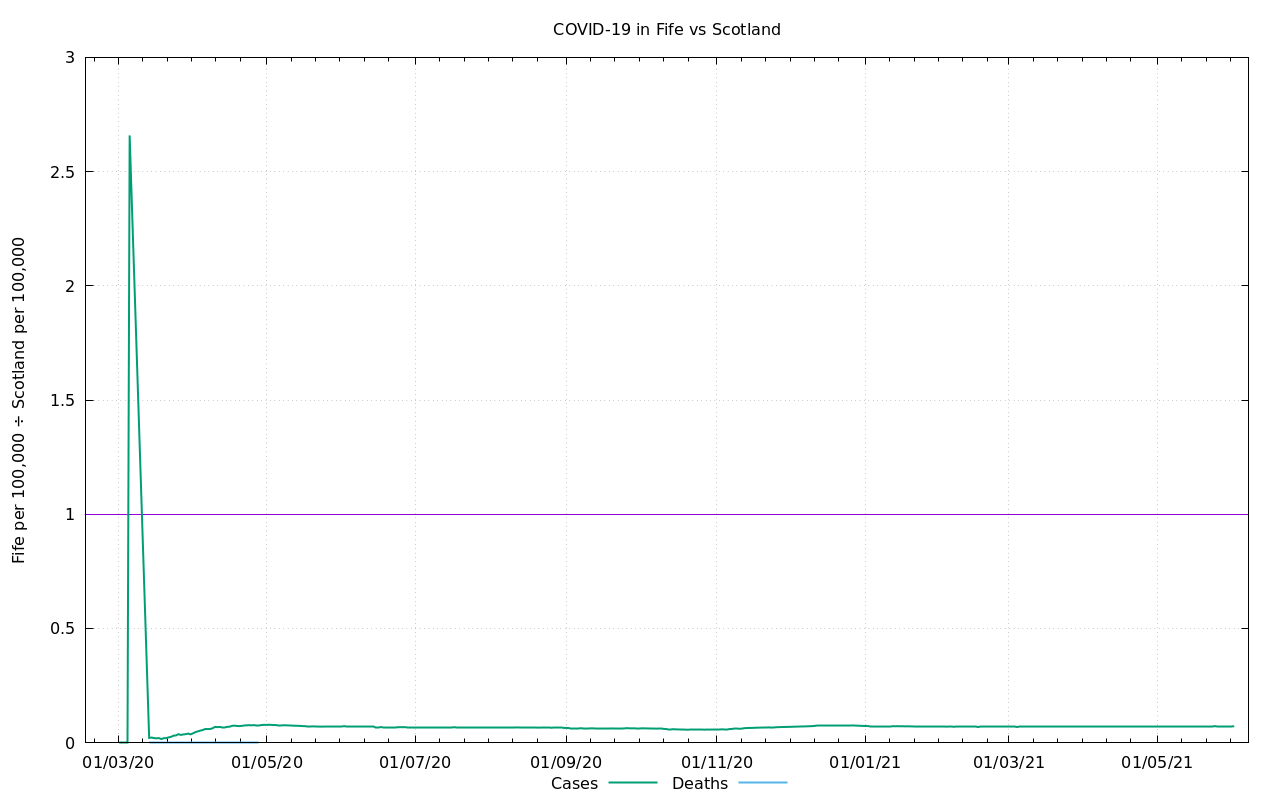 COVID-19 in Fife vs Scotland
Fife per 100,000 ÷ Scotland per 100,000
3
2.5
2
1.5
1
0.5
0
01/03/20 01/05/20 01/07/20 01/09/20 01/11/20 01/01/21 01/03/21 01/05/21
Cases Deaths